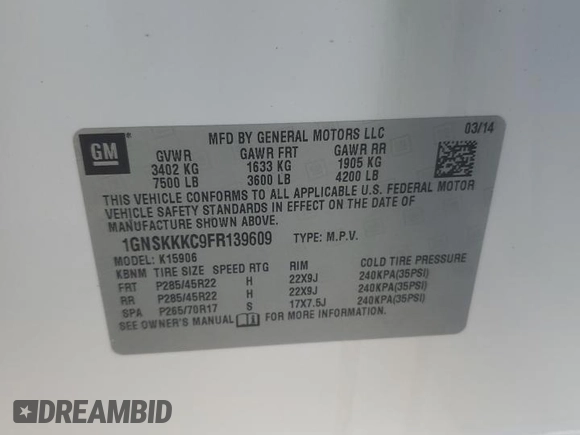 MFD BY GENERAL MOTORS LLC 03/14
GM
GVWR GAWR FRT GAWR RR
3402 KG 1633 KG 1905 KG
7500 LB 3600 LB 4200 LB
THIS VEHICLE CONFORMS TO ALL APPLICABLE U.S. FEDERAL MOTOR
VEHICLE SAFETY STANDARDS IN EFFECT ON THE DATE OF
MANUFACTURE SHOWN ABOVE.
1GNSKKKC9FR139609 TYPE: M.P.V.
MODEL: K15906
KBNM TIRE SIZE SPEED RTG RIM COLD TIRE PRESSURE
FRT P285/45R22 H 22X9J 240KPA(35PSI)
RR P285/45R22 H 22X9J 240KPA(35PSI)
SPA P265/70R17 S 17X7.5J 240KPA(35PSI)
SEE OWNER'S MANUAL FOR MORE INFORMATION.
DREAMBID